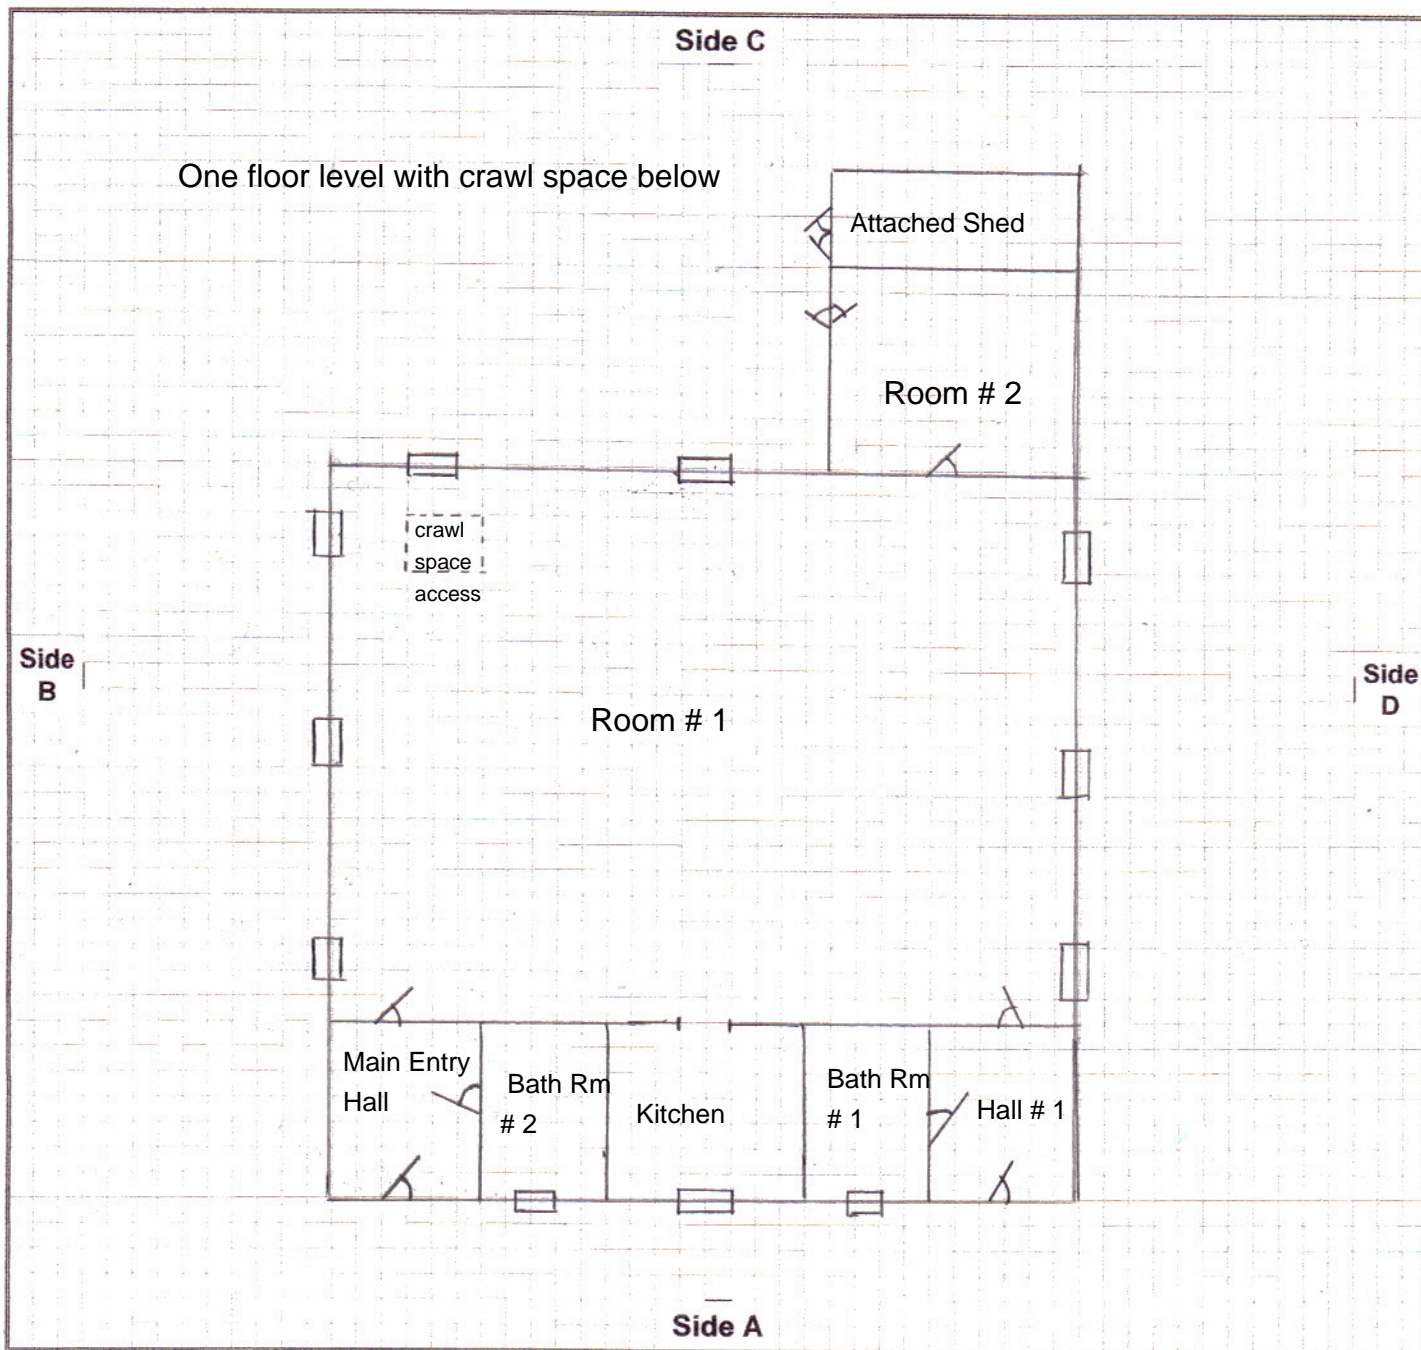 Side C
One floor level with crawl space below
Attached Shed
Room # 2
crawl
space
access
Side
B
Side
D
Room # 1
Main Entry
Hall
Bath Rm
# 2
Kitchen
Bath Rm
# 1
Hall # 1
Side A